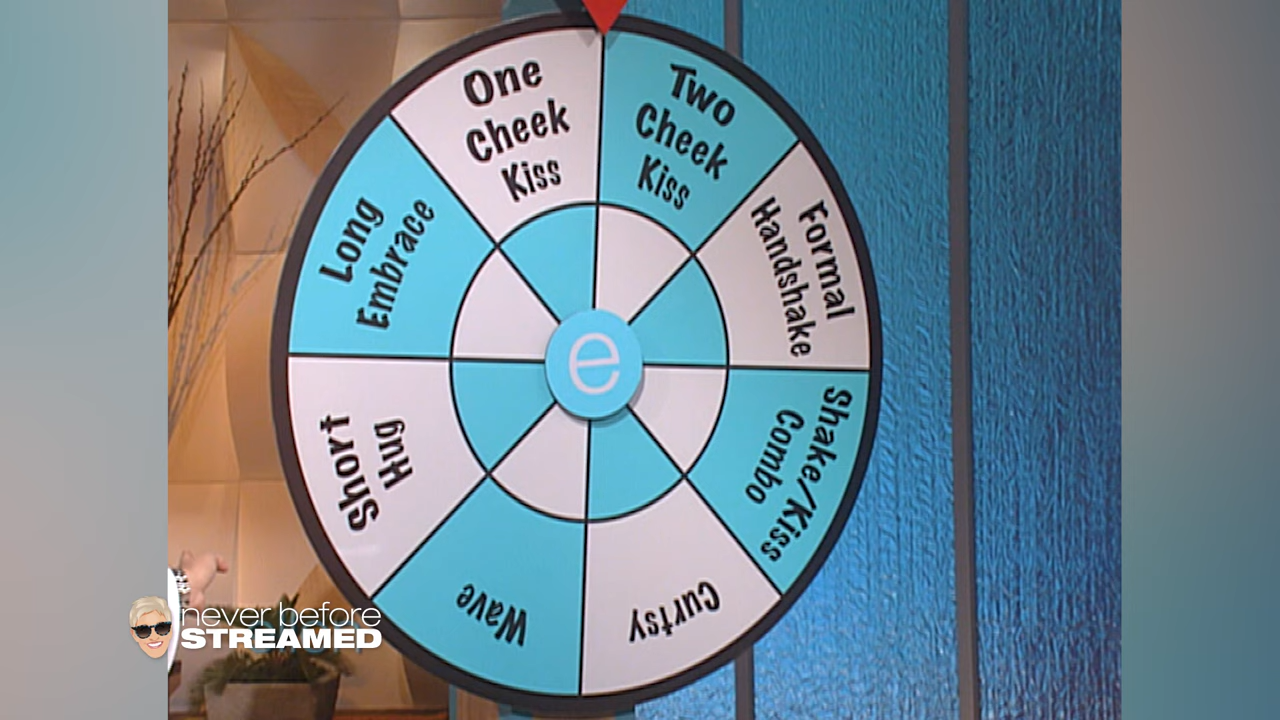 One
Cheek
Kiss
Two
Cheek
Kiss
Formal
Handshake
Shake/Kiss
Combo
Curtsy
Wave
Short
Hug
Long
Embrace
e
never before
STREAMED